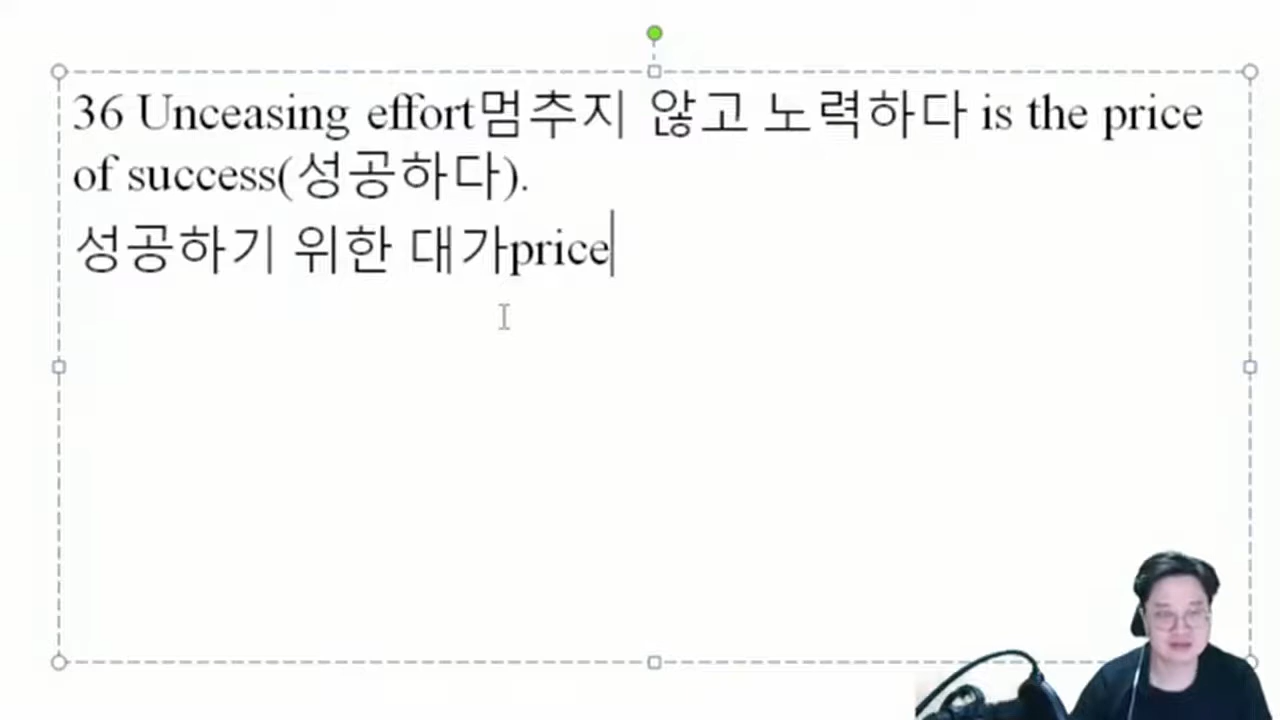 36 Unceasing effort멈추지 않고 노력하다 is the price
of success(성공하다).
성공하기 위한 대가price